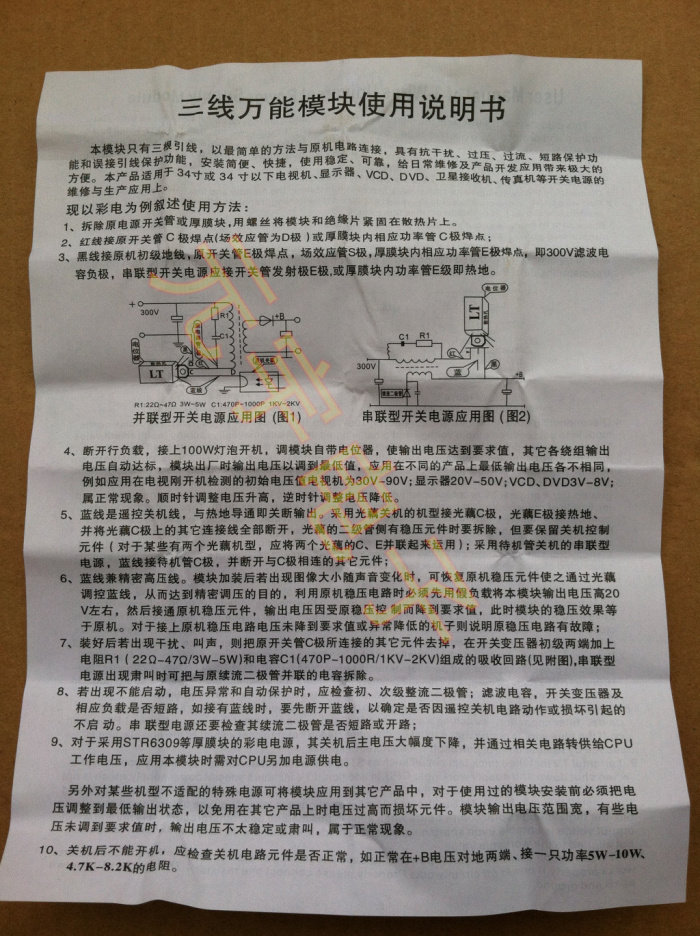 三线万能模块使用说明书
本模块只有三根引线，以最简单的方法与原机电路连接，具有抗干扰、过压、过流、短路保护功
能和误接引线保护功能，安装简便、快捷，使用稳定、可靠，给日常维修及产品开发应用带来极大的
方便。本产品适用于34寸或34寸以下电视机、显示器、VCD、DVD、卫星接收机、传真机等开关电源的
维修与生产应用上。
现以彩电为例叙述使用方法：
1、拆除原电源开关管或厚膜块,用螺丝将模块和绝缘片紧固在散热片上。
2、红线接原开关管C极焊点(场效应管为D极)或厚膜块内相应功率管C极焊点；
3、黑线接原机初级地线,原开关管E极焊点，场效应管S极,厚膜块内相应功率管E极焊点，即300V滤波电
容负极，串联型开关电源应接开关管发射极E极,或厚膜块内功率管E级即热地。
+
300V
R1
C1
+B
电位器
散热片
LT
黑
红
蓝线
R1:22Ω-47Ω 3W-5W C1:470P-1000P 1KV-2KV
并联型开关电源应用图(图1)
电位器
LT
散热片
C1 R1
300V
红
蓝
黑
+B
串联型开关电源应用图(图2)
4、断开行负载，接上100W灯泡开机，调模块自带电位器，使输出电压达到要求值，其它各绕组输出
电压自动达标，模块出厂时输出电压以调到最低值，应用在不同的产品上最低输出电压各不相同，
例如应用在电视刚开机检测的初始电压值电视机为30V-90V;显示器20V-50V;VCD、DVD3V-8V;
属正常现象。顺时针调整电压升高，逆时针调整电压降低。
5、蓝线是遥控关机线，与热地导通即关断输出。采用光藕关机的机型接光藕C极，光藕E极接热地、
并将光藕C极上的其它连接线全部断开，光藕的二级管侧有稳压元件时要拆除，但要保留关机控制
元件（对于某些有两个光藕机型，应将两个光藕的C、E并联起来运用）；采用待机管关机的串联型
电源，蓝线接待机管C极，并断开与C极相连的其它元件；
6、蓝线兼精密高压线。模块加装后若出现图像大小随声音变化时，可恢复原机稳压元件使之通过光藕
调控蓝线，从而达到精密调压的目的，利用原机稳压电路时必须先用假负载将本模块输出电压高20
V左右，然后接通原机稳压元件，输出电压因受原稳压控制而降到要求值，此时模块的稳压效果等
于原机。对于接上原机稳压电路电压未降到要求值或异常降低的机子则说明原稳压电路有故障；
7、装好后若出现干扰、叫声，则把原开关管C极所连接的其它元件去掉，在开关变压器初级两端加上
电阻R1（22Ω-47Ω/3W-5W)和电容C1(470P-1000R/1KV-2KV)组成的吸收回路(见附图),串联型
电源出现肃叫时可把与原续流二极管并联的电容拆除。
8、若出现不能启动，电压异常和自动保护时，应检查初、次级整流二极管；滤波电容，开关变压器及
相应负载是否短路，如接有蓝线时，要先断开蓝线，以确定是否因遥控关机电路动作或损坏引起的
不启动。串联型电源还要检查其续流二极管是否短路或开路；
9、对于采用STR6309等厚膜块的彩电电源，其关机后主电压大幅度下降，并通过相关电路转供给CPU
工作电压，应用本模块时需对CPU另加电源供电。
另外对某些机型不适配的特殊电源可将模块应用到其它产品中，对于使用过的模块安装前必须把电
压调整到最低输出状态，以免用在其它产品上时电压过高而损坏元件。模块输出电压范围宽，有些电
压未调到要求值时，输出电压不太稳定或肃叫，属于正常现象。
10、关机后不能开机，应检查关机电路元件是否正常，如正常在+B电压对地两端、接一只功率5W-10W、
4.7K-8.2K的电阻。